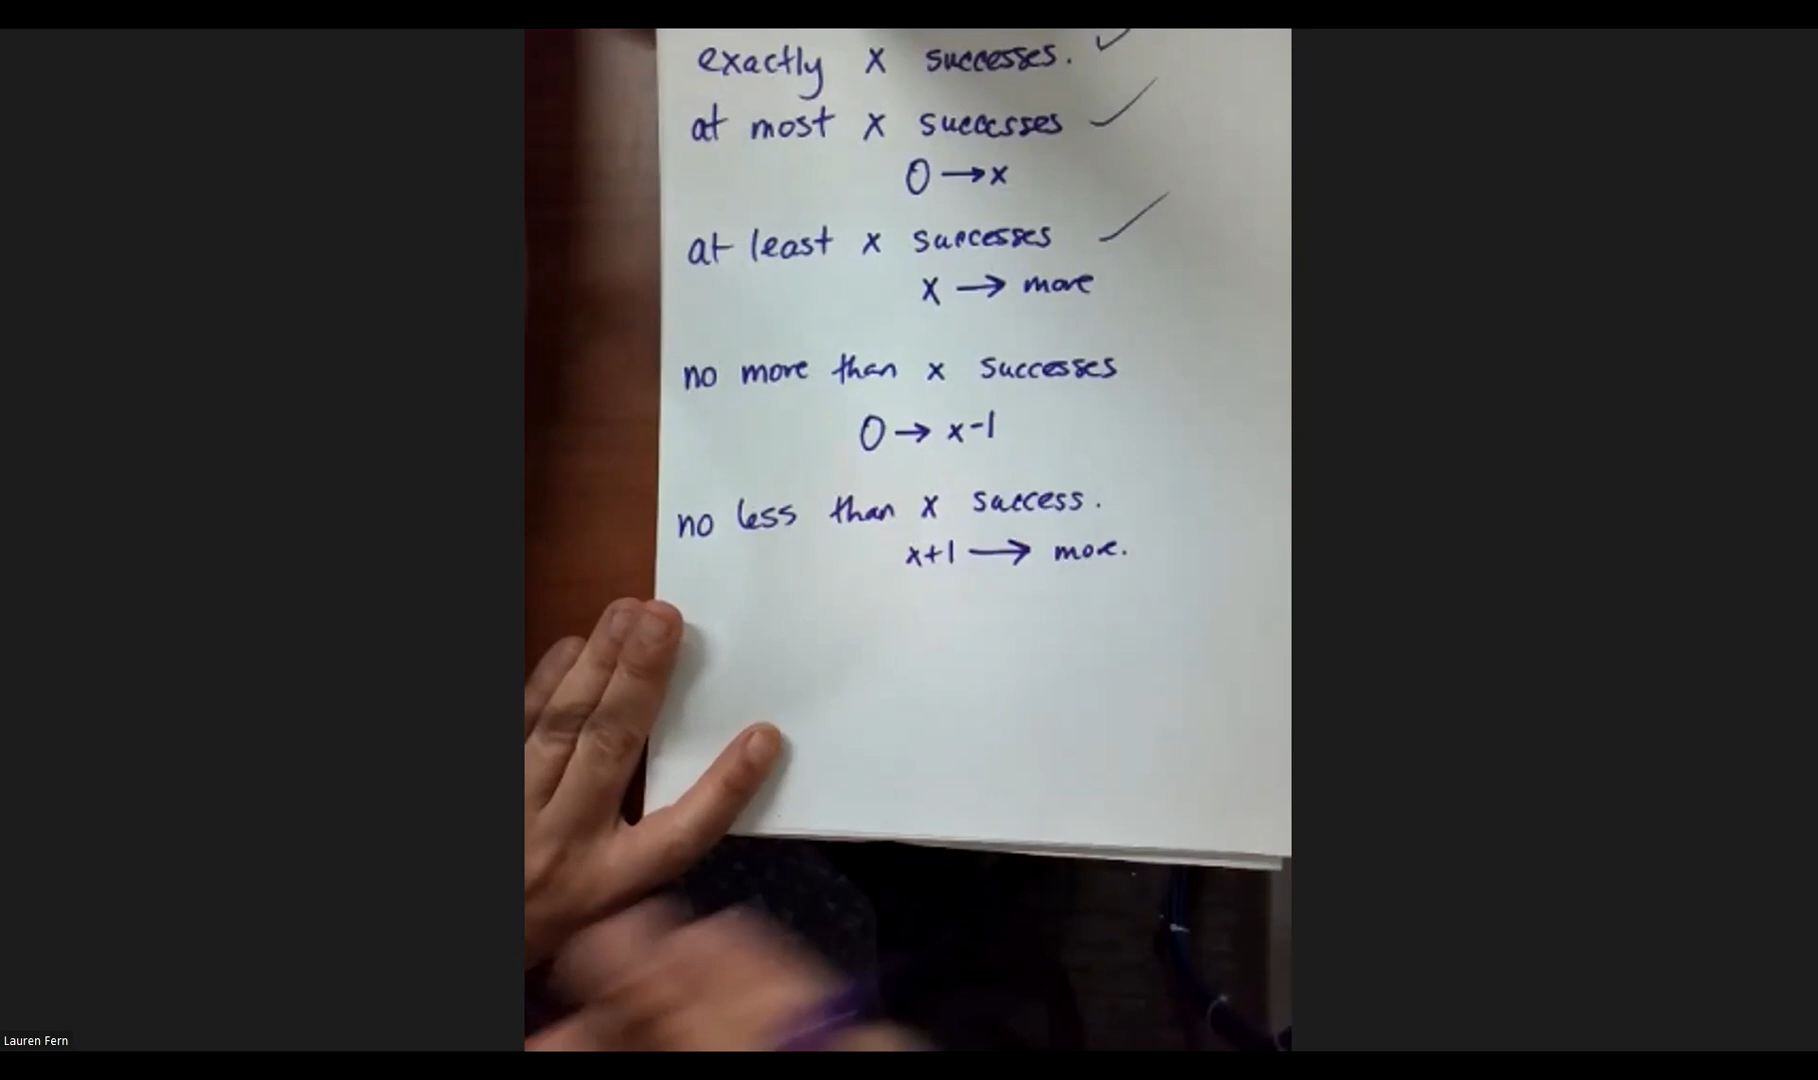 exactly x successes.
at most x successes
0 → x
at least x successes
x → more
no more than x successes
0 → x-1
no less than x success.
x+1 → more.
Lauren Fern